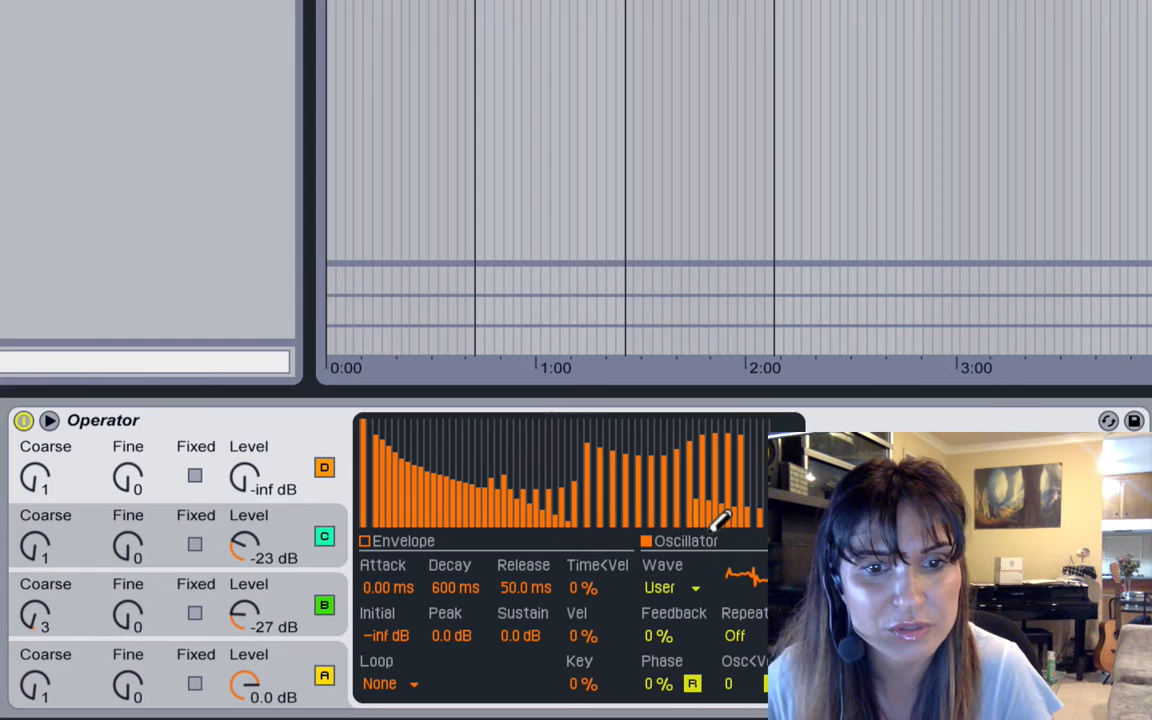 0:00 1:00 2:00 3:00
Operator
Coarse Fine Fixed Level
1 0 -inf dB D
Coarse Fine Fixed Level
1 0 -23 dB C
Coarse Fine Fixed Level
3 0 -27 dB B
Coarse Fine Fixed Level
1 0 0.0 dB A
Envelope Oscillator
Attack Decay Release Time<Vel Wave
0.00 ms 600 ms 50.0 ms 0 % User
Initial Peak Sustain Vel Feedback Repeat
-inf dB 0.0 dB 0.0 dB 0 % 0 % Off
Loop Key Phase Osc<V
None 0 % 0 % R 0